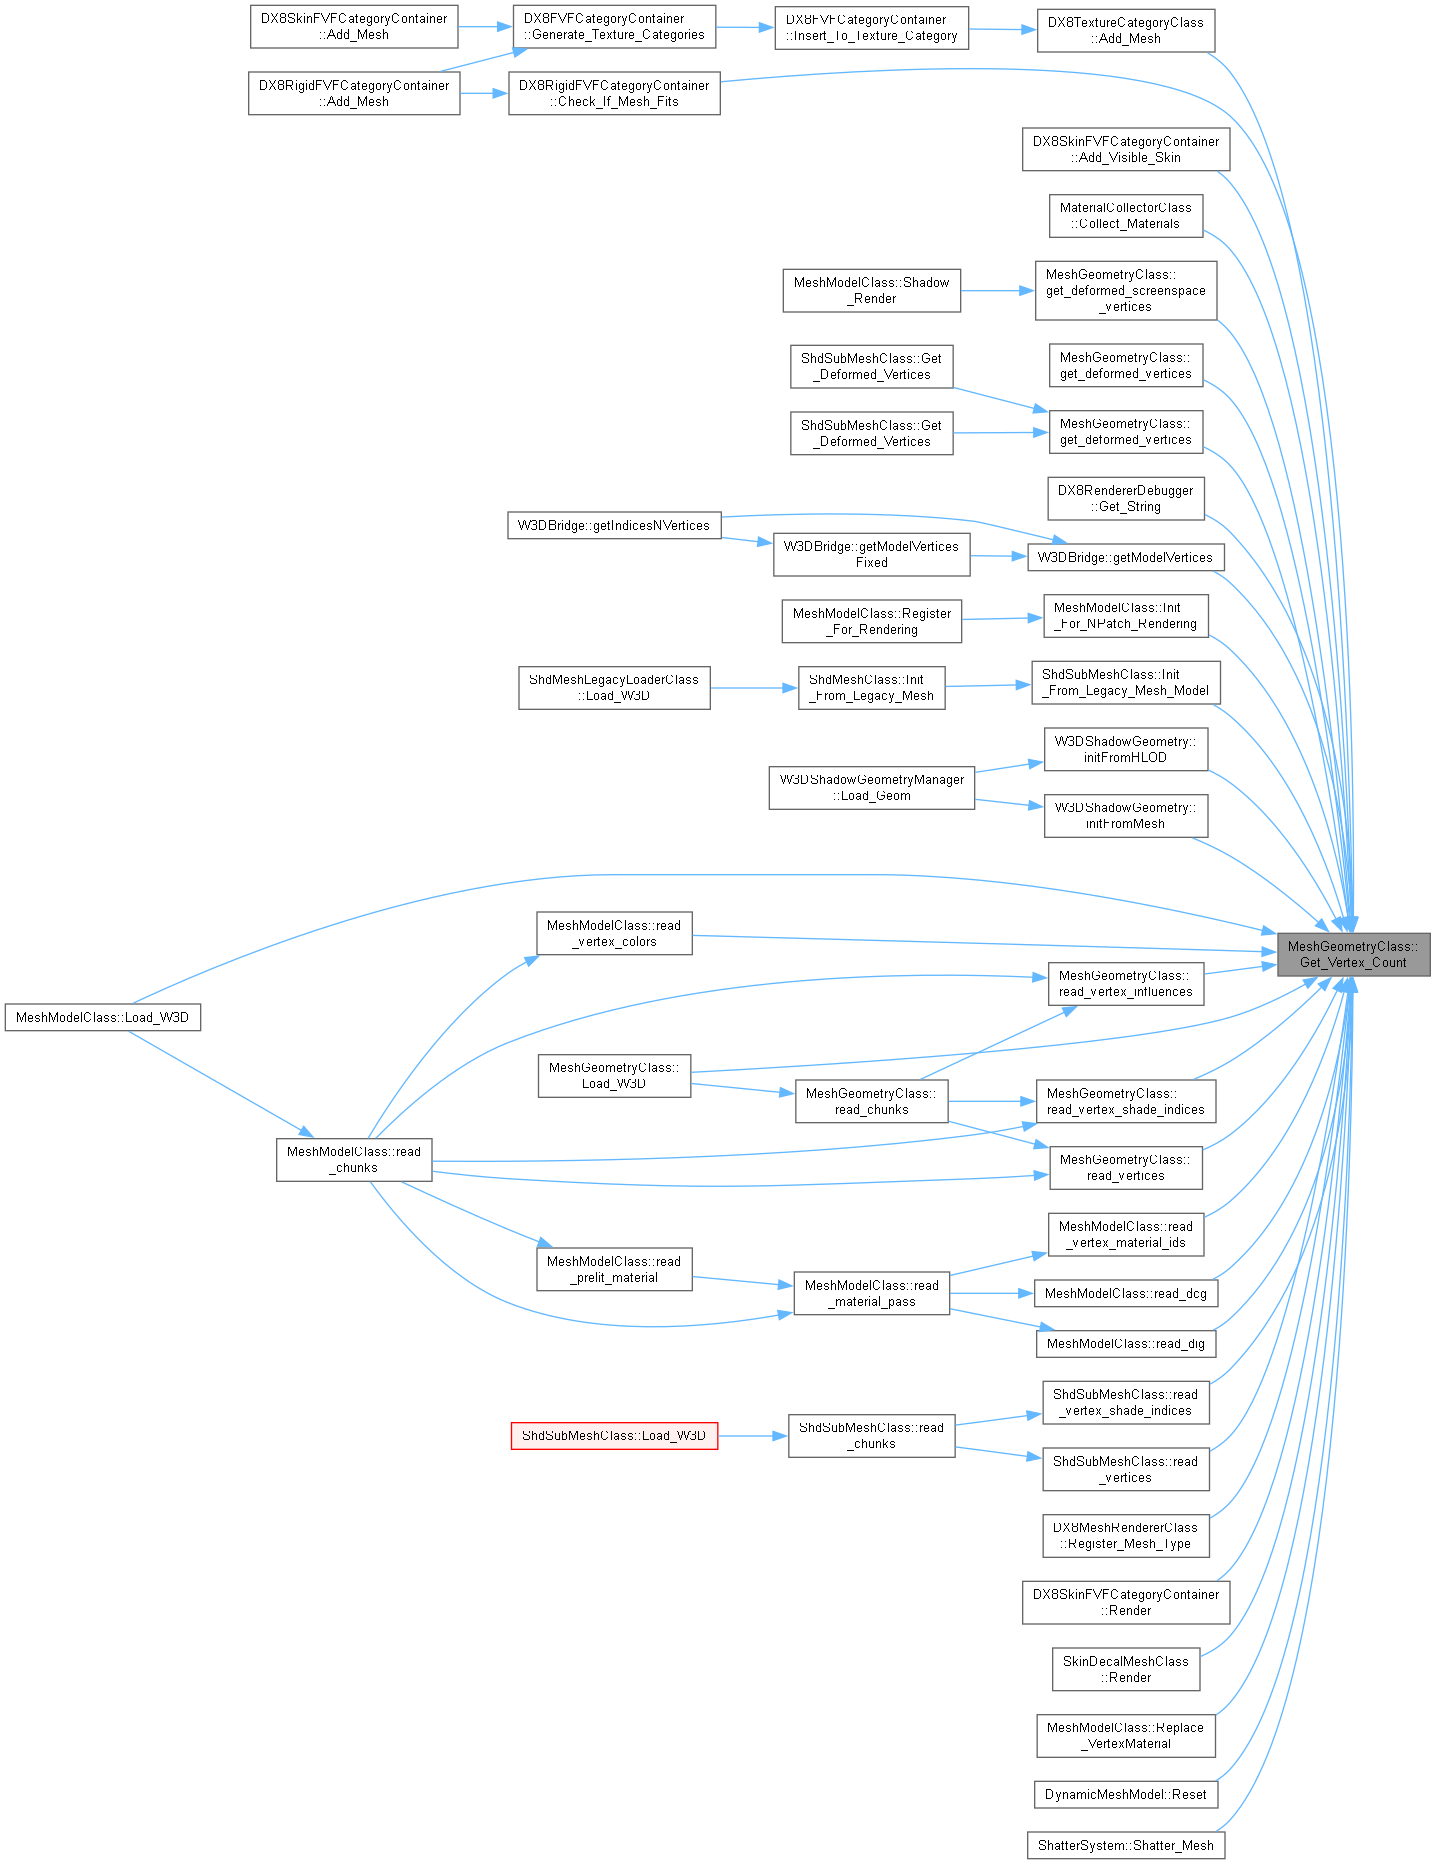 DX8SkinFVFCategoryContainer
::Add_Mesh
DX8FVFCategoryContainer
::Generate_Texture_Categories
DX8FVFCategoryContainer
::Insert_To_Texture_Category
DX8TextureCategoryClass
::Add_Mesh
DX8RigidFVFCategoryContainer
::Add_Mesh
DX8RigidFVFCategoryContainer
::Check_If_Mesh_Fits
DX8SkinFVFCategoryContainer
::Add_Visible_Skin
MaterialCollectorClass
::Collect_Materials
MeshModelClass::Shadow
_Render
MeshGeometryClass::
get_deformed_screenspace
_vertices
ShdSubMeshClass::Get
_Deformed_Vertices
MeshGeometryClass::
get_deformed_vertices
ShdSubMeshClass::Get
_Deformed_Vertices
MeshGeometryClass::
get_deformed_vertices
DX8RendererDebugger
::Get_String
W3DBridge::getIndicesNVertices
W3DBridge::getModelVertices
Fixed
W3DBridge::getModelVertices
MeshModelClass::Register
_For_Rendering
MeshModelClass::Init
_For_NPatch_Rendering
ShdMeshLegacyLoaderClass
::Load_W3D
ShdMeshClass::Init
_From_Legacy_Mesh
ShdSubMeshClass::Init
_From_Legacy_Mesh_Model
W3DShadowGeometry::
initFromHLOD
W3DShadowGeometryManager
::Load_Geom
W3DShadowGeometry::
initFromMesh
MeshModelClass::read
_vertex_colors
MeshGeometryClass::
Get_Vertex_Count
MeshGeometryClass::
read_vertex_influences
MeshModelClass::Load_W3D
MeshGeometryClass::
Load_W3D
MeshGeometryClass::
read_chunks
MeshGeometryClass::
read_vertex_shade_indices
MeshModelClass::read
_chunks
MeshGeometryClass::
read_vertices
MeshModelClass::read
_vertex_material_ids
MeshModelClass::read
_prelit_material
MeshModelClass::read
_material_pass
MeshModelClass::read_dcg
MeshModelClass::read_dig
ShdSubMeshClass::read
_vertex_shade_indices
ShdSubMeshClass::Load_W3D
ShdSubMeshClass::read
_chunks
ShdSubMeshClass::read
_vertices
DX8MeshRendererClass
::Register_Mesh_Type
DX8SkinFVFCategoryContainer
::Render
SkinDecalMeshClass
::Render
MeshModelClass::Replace
_VertexMaterial
DynamicMeshModel::Reset
ShatterSystem::Shatter_Mesh